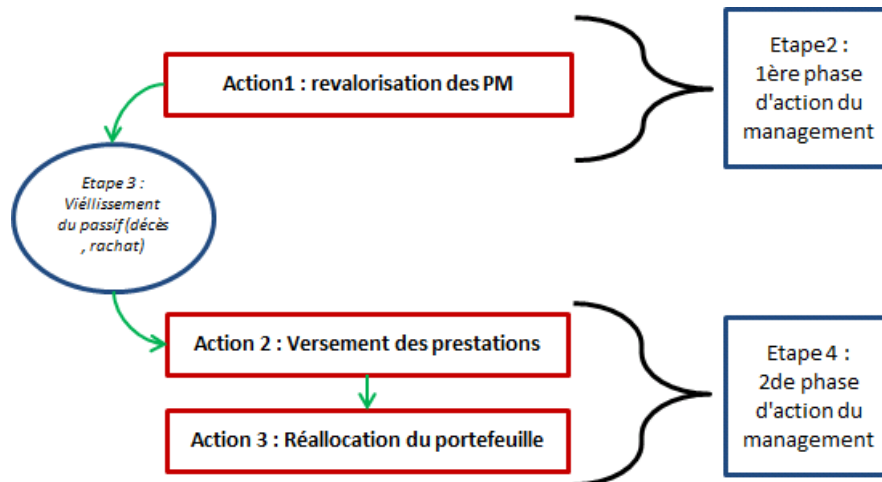 Action1 : revalorisation des PM
Etape2 :
1ère phase
d'action du
management
Etape 3 :
Viéllissement
du passif(décès
, rachat)
Action 2 : Versement des prestations
Action 3 : Réallocation du portefeuille
Etape 4 :
2de phase
d'action du
management